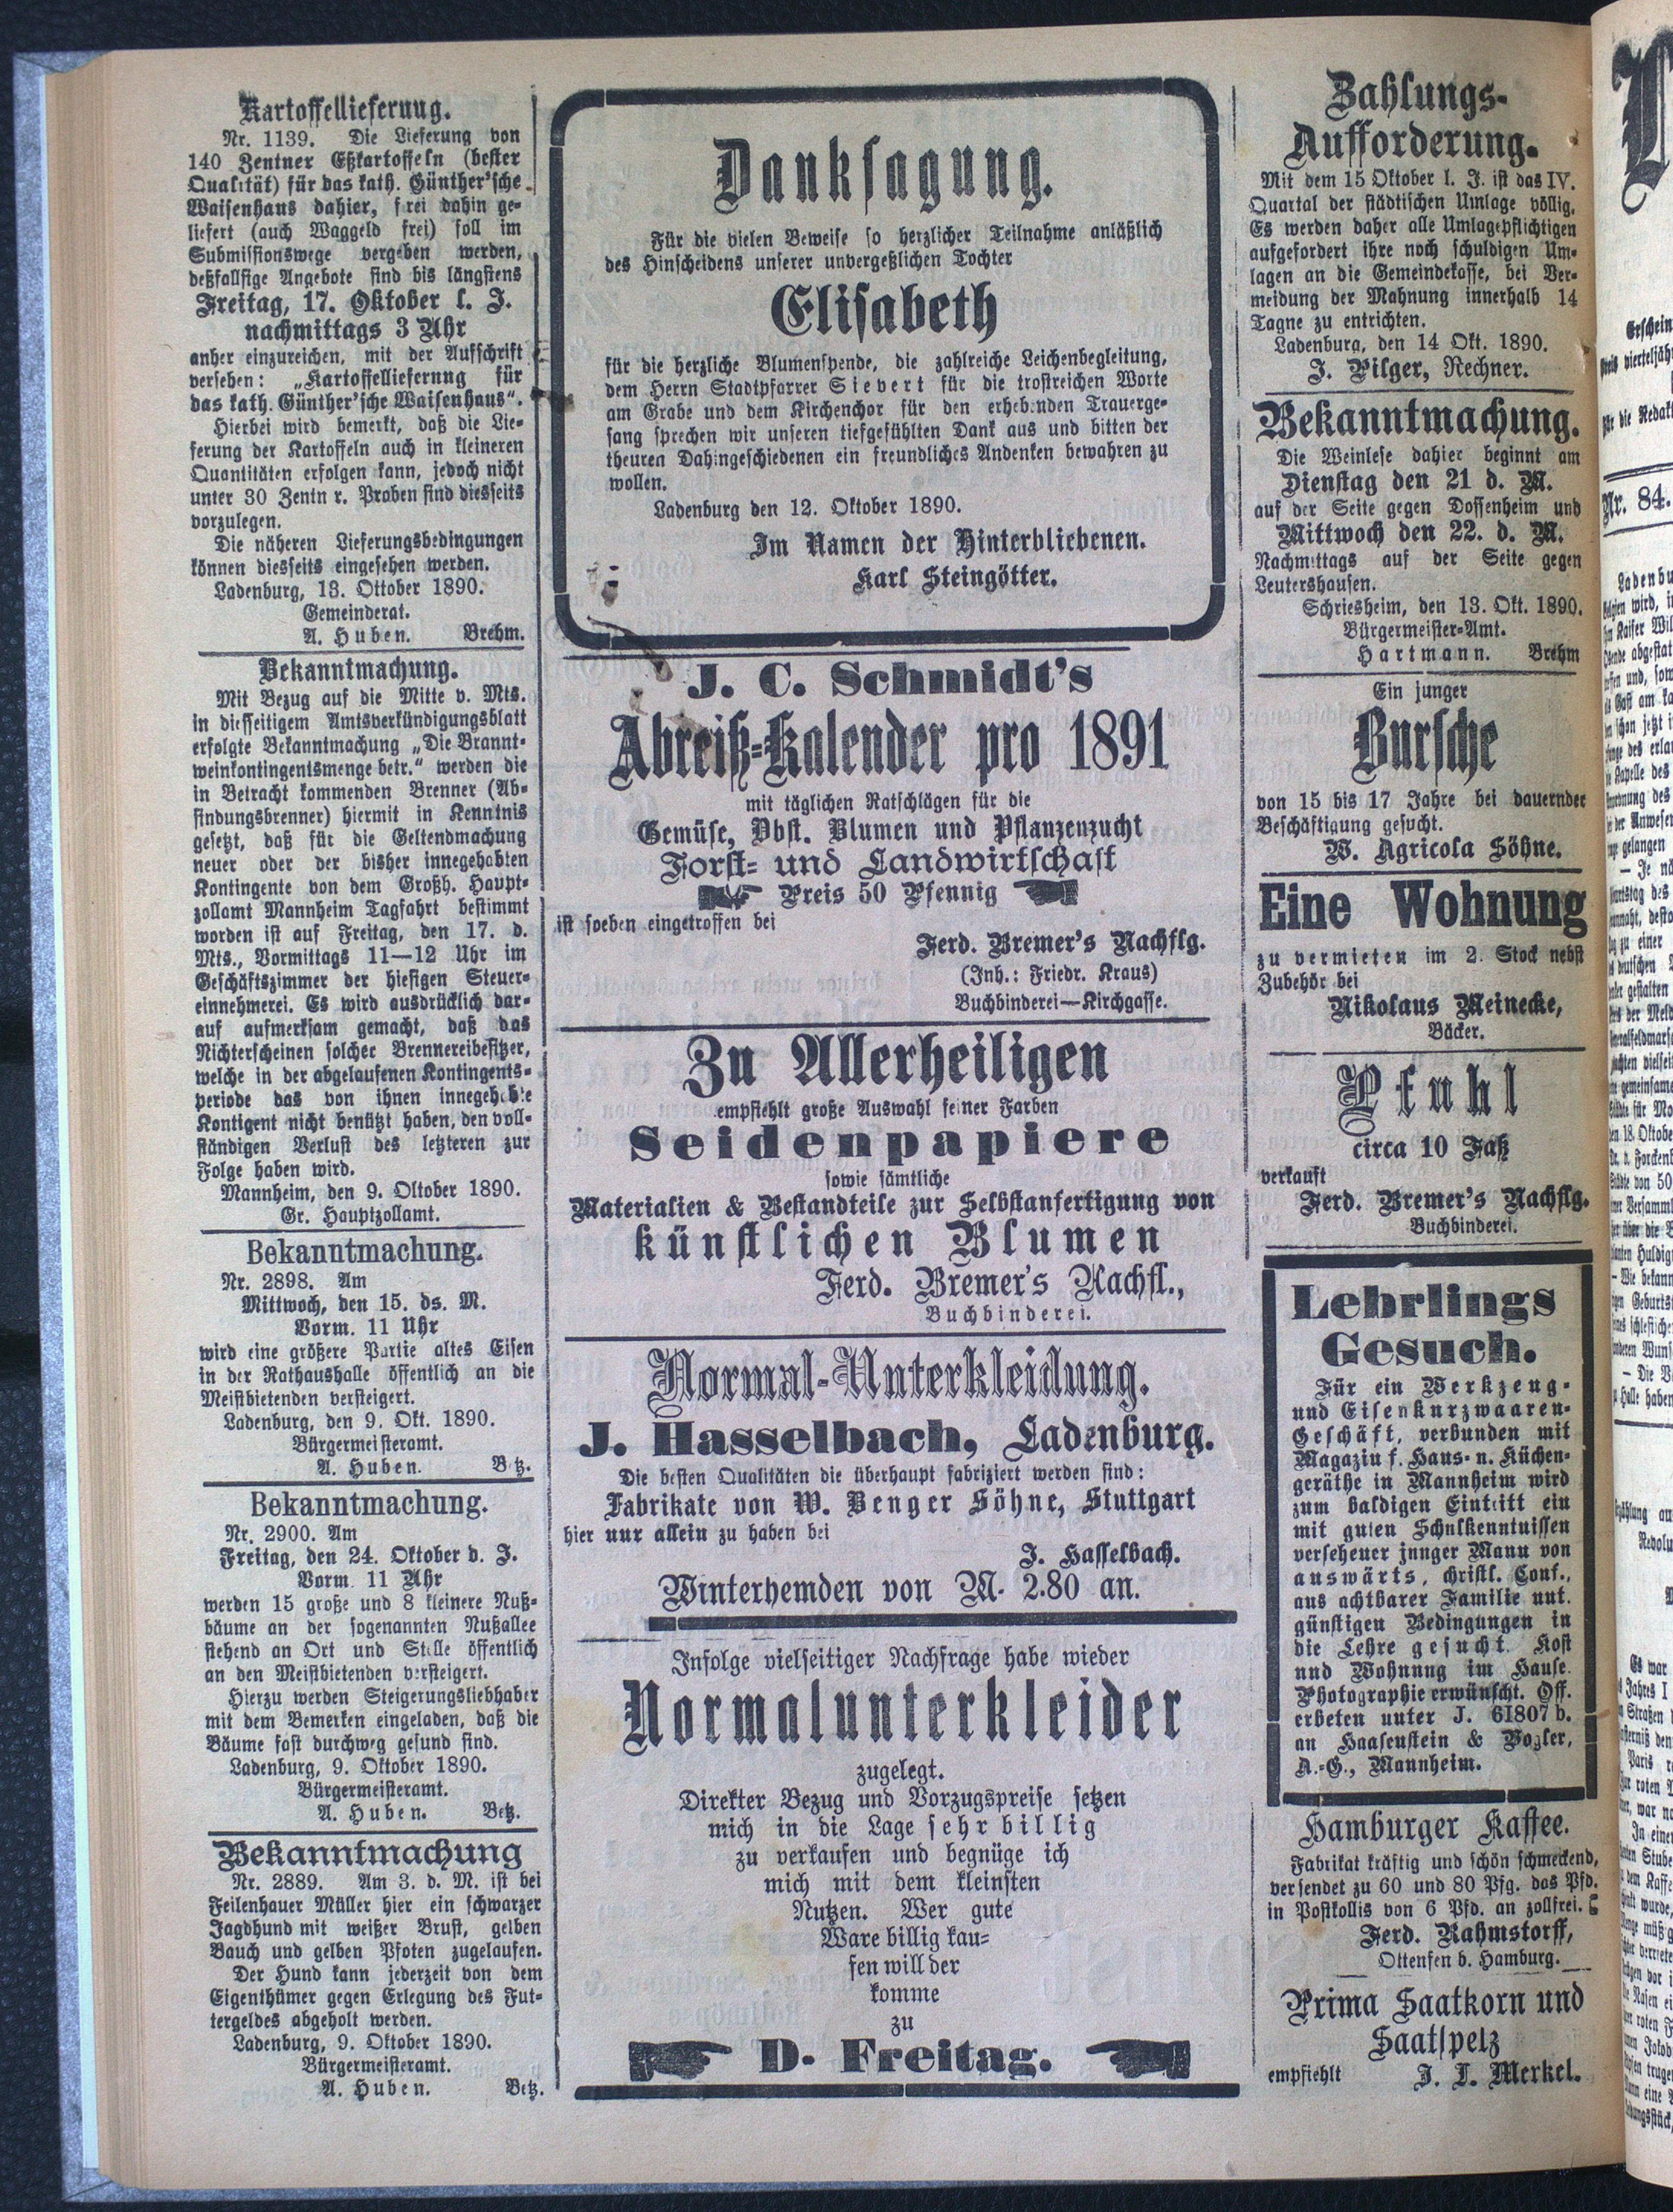 Kartoffellieferung.
Nr. 1139. Die Lieferung von
140 Zentner Eßkartoffeln (bester
Qualität) für das kath. Günther'sche
Waisenhaus dahier, frei dahin ge-
liefert (auch Waggeld frei) soll im
Submissionswege vergeben werden,
deßfallsige Angebote sind bis längstens
Freitag, 17. Oktober l. J.
nachmittags 3 Uhr
anher einzureichen, mit der Aufschrift
versehen: „Kartoffellieferung für
das kath. Günther'sche Waisenhaus".
Hierbei wird bemerkt, daß die Lie-
ferung der Kartoffeln auch in kleineren
Quantitäten erfolgen kann, jedoch nicht
unter 30 Zentn r. Proben sind diesseits
vorzulegen.
Die näheren Lieferungsbedingungen
können diesseits eingesehen werden.
Ladenburg, 13. Oktober 1890.
Gemeinderat.
A. Huben. Brehm.
Bekanntmachung.
Mit Bezug auf die Mitte v. Mts.
in diesseitigem Amtsverkündigungsblatt
erfolgte Bekanntmachung „Die Brannt-
weinkontingentsmenge betr." werden die
in Betracht kommenden Brenner (Ab-
findungsbrenner) hiermit in Kenntnis
gesetzt, daß für die Geltendmachung
neuer oder der bisher innegehabten
Kontingente von dem Großh. Haupt-
zollamt Mannheim Tagfahrt bestimmt
worden ist auf Freitag, den 17. d.
Mts., Vormittags 11—12 Uhr im
Geschäftszimmer der hiesigen Steuer-
einnehmerei. Es wird ausdrücklich dar-
auf aufmerksam gemacht, daß das
Nichterscheinen solcher Brennereibesitzer,
welche in der abgelaufenen Kontingents-
periode das von ihnen innegehabte
Kontigent nicht benützt haben, den voll-
ständigen Verlust des letzteren zur
Folge haben wird.
Mannheim, den 9. Oktober 1890.
Gr. Hauptzollamt.
Bekanntmachung.
Nr. 2898. Am
Mittwoch, den 15. ds. M.
Vorm. 11 Uhr
wird eine größere Partie altes Eisen
in der Rathaushalle öffentlich an die
Meistbietenden versteigert.
Ladenburg, den 9. Okt. 1890.
Bürgermeisteramt.
A. Huben. B tz.
Bekanntmachung.
Nr. 2900. Am
Freitag, den 24. Oktober d. J.
Vorm. 11 Uhr
werden 15 große und 8 kleinere Nuß-
bäume an der sogenannten Nußallee
stehend an Ort und Stelle öffentlich
an den Meistbietenden versteigert.
Hierzu werden Steigerungsliebhaber
mit dem Bemerken eingeladen, daß die
Bäume fast durchweg gesund sind.
Ladenburg, 9. Oktober 1890.
Bürgermeisteramt.
A. Huben. Betz.
Bekanntmachung
Nr. 2889. Am 3. d. M. ist bei
Feilenhauer Müller hier ein schwarzer
Jagdhund mit weißer Brust, gelben
Bauch und gelben Pfoten zugelaufen.
Der Hund kann jederzeit von dem
Eigenthümer gegen Erlegung des Fut-
tergeldes abgeholt werden.
Ladenburg, 9. Oktober 1890.
Bürgermeisteramt.
A. Huben. Betz.
Danksagung.
Für die vielen Beweise so herzlicher Teilnahme anläßlich
des Hinscheidens unserer unvergeßlichen Tochter
Elisabeth
für die herzliche Blumenspende, die zahlreiche Leichenbegleitung,
dem Herrn Stadtpfarrer Sievert für die trostreichen Worte
am Grabe und dem Kirchenchor für den erhebenden Trauerge-
sang sprechen wir unseren tiefgefühlten Dank aus und bitten der
theuren Dahingeschiedenen ein freundliches Andenken bewahren zu
wollen.
Ladenburg den 12. Oktober 1890.
Im Namen der Hinterbliebenen.
Karl Steingötter.
J. C. Schmidt's
Abreiß-Kalender pro 1891
mit täglichen Ratschlägen für die
Gemüse, Obst. Blumen und Pflanzenzucht
Forst- und Landwirtschaft
Preis 50 Pfennig
ist soeben eingetroffen bei
Ferd. Bremer's Nachflg.
(Inh.: Friedr. Kraus)
Buchbinderei—Kirchgasse.
Zu Allerheiligen
empfiehlt große Auswahl feiner Farben
Seidenpapiere
sowie sämtliche
Materialien & Bestandteile zur Selbstanfertigung von
künstlichen Blumen
Ferd. Bremer's Nachfl.,
Buchbinderei.
Normal-Unterkleidung.
J. Hasselbach, Ladenburg.
Die besten Qualitäten die überhaupt fabriziert werden sind:
Fabrikate von W. Benger Söhne, Stuttgart
hier nur allein zu haben bei
J. Hasselbach.
Winterhemden von M. 2.80 an.
Infolge vielseitiger Nachfrage habe wieder
Normalunterkleider
zugelegt.
Direkter Bezug und Vorzugspreise setzen
mich in die Lage sehr billig
zu verkaufen und begnüge ich
mich mit dem kleinsten
Nutzen. Wer gute
Ware billig kau-
fen will der
komme
zu
D. Freitag.
Zahlungs-
Aufforderung.
Mit dem 15 Oktober l. J. ist das IV.
Quartal der städtischen Umlage völlig.
Es werden daher alle Umlagepflichtigen
aufgefordert ihre noch schuldigen Um-
lagen an die Gemeindekasse, bei Ver-
meidung der Mahnung innerhalb 14
Tagne zu entrichten.
Ladenburg, den 14 Okt. 1890.
J. Pilger, Rechner.
Bekanntmachung.
Die Weinlese dahier beginnt am
Dienstag den 21 d. M.
auf der Seite gegen Dossenheim und
Mittwoch den 22. d. M.
Nachmittags auf der Seite gegen
Leutershausen.
Schriesheim, den 13. Okt. 1890.
Bürgermeister-Amt.
Hartmann. Brehm
Ein junger
Bursche
von 15 bis 17 Jahre bei dauernder
Beschäftigung gesucht.
W. Agricola Söhne.
Eine Wohnung
zu vermieten im 2. Stock nebst
Zubehör bei
Nikolaus Meinecke,
Bäcker.
Pfuhl
circa 10 Faß
verkauft
Ferd. Bremer's Nachflg.
Buchbinderei.
Lehrlings
Gesuch.
Für ein Werkzeug-
und Eisenkurzwaaren-
Geschäft, verbunden mit
Magazin f. Haus- u. Küchen-
geräthe in Mannheim wird
zum baldigen Eintritt ein
mit guten Schulkenntnissen
versehener junger Mann von
auswärts, christl. Conf.,
aus achtbarer Familie unt.
günstigen Bedingungen in
die Lehre gesucht. Kost
und Wohnung im Hause.
Photographie erwünscht. Off.
erbeten unter J. 61807 b.
an Haasenstein & Vogler,
A.-G., Mannheim.
Hamburger Kaffee.
Fabrikat kräftig und schön schmeckend,
versendet zu 60 und 80 Pfg. das Pfd.
in Postkollis von 6 Pfd. an zollfrei.
Ferd. Rahmstorff,
Ottensen b. Hamburg.
Prima Saatkorn und
Saatspelz
empfiehlt J. L. Merkel.
Nr. 84.